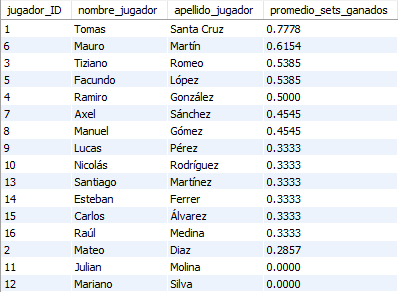 jugador_ID nombre_jugador apellido_jugador promedio_sets_ganados
1 Tomas Santa Cruz 0.7778
6 Mauro Martín 0.6154
3 Tiziano Romeo 0.5385
5 Facundo López 0.5385
4 Ramiro González 0.5000
7 Axel Sánchez 0.4545
8 Manuel Gómez 0.4545
9 Lucas Pérez 0.3333
10 Nicolás Rodríguez 0.3333
13 Santiago Martínez 0.3333
14 Esteban Ferrer 0.3333
15 Carlos Álvarez 0.3333
16 Raúl Medina 0.3333
2 Mateo Diaz 0.2857
11 Julian Molina 0.0000
12 Mariano Silva 0.0000